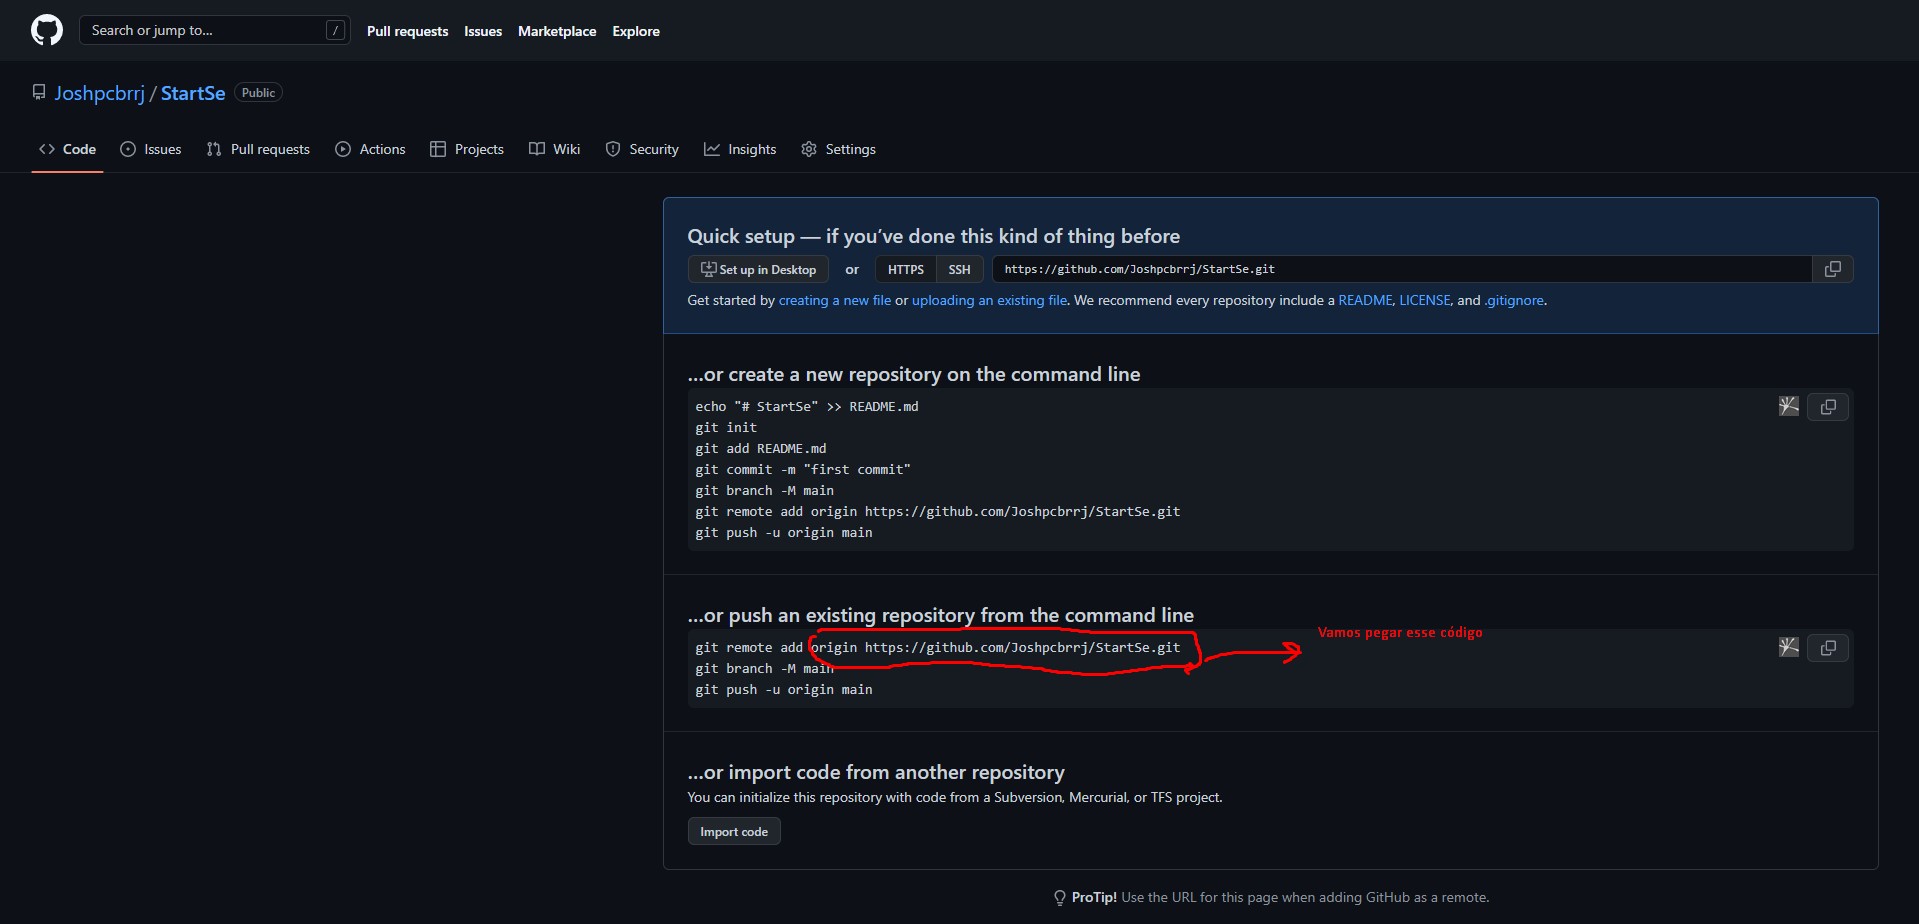 Search or jump to... /
Pull requests Issues Marketplace Explore
Joshpcbrrj / StartSe Public
Code Issues Pull requests Actions Projects Wiki Security Insights Settings
Quick setup — if you’ve done this kind of thing before
Set up in Desktop or HTTPS SSH https://github.com/Joshpcbrrj/StartSe.git
Get started by creating a new file or uploading an existing file. We recommend every repository include a README, LICENSE, and .gitignore.
…or create a new repository on the command line
echo "# StartSe" >> README.md
git init
git add README.md
git commit -m "first commit"
git branch -M main
git remote add origin https://github.com/Joshpcbrrj/StartSe.git
git push -u origin main
…or push an existing repository from the command line
Vamos pegar esse código
git remote add origin https://github.com/Joshpcbrrj/StartSe.git
git branch -M main
git push -u origin main
…or import code from another repository
You can initialize this repository with code from a Subversion, Mercurial, or TFS project.
Import code
ProTip! Use the URL for this page when adding GitHub as a remote.